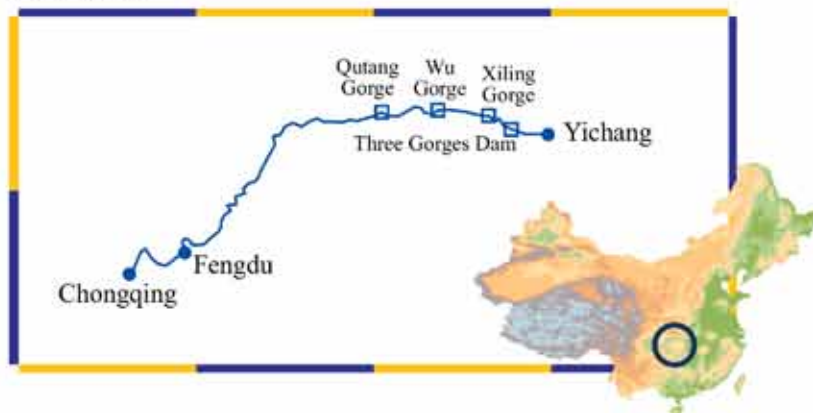 Qutang
Gorge
Wu
Gorge
Xiling
Gorge
Three Gorges Dam
Yichang
Fengdu
Chongqing